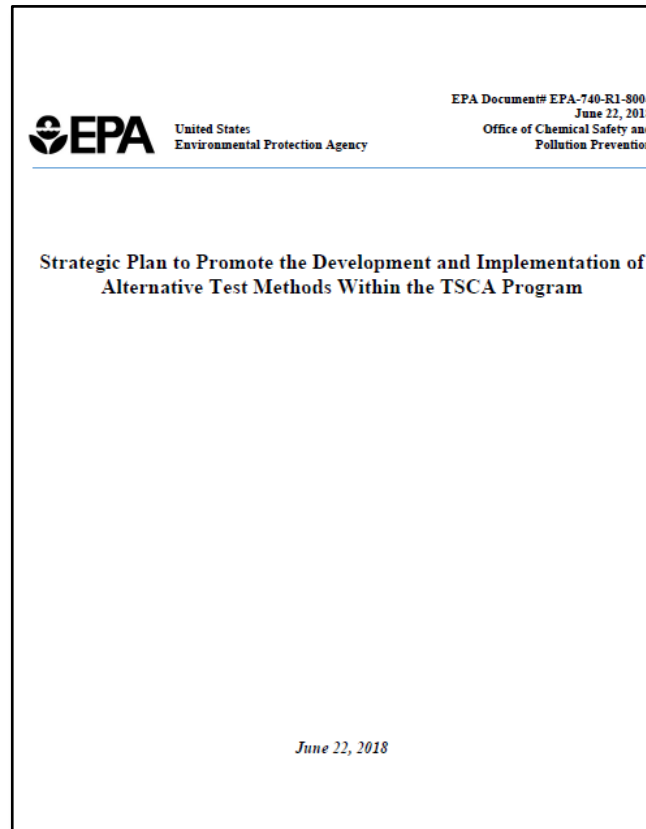 EPA
United States
Environmental Protection Agency
EPA Document# EPA-740-R1-800
June 22, 201
Office of Chemical Safety an
Pollution Preventio
Strategic Plan to Promote the Development and Implementation of
Alternative Test Methods Within the TSCA Program
June 22, 2018